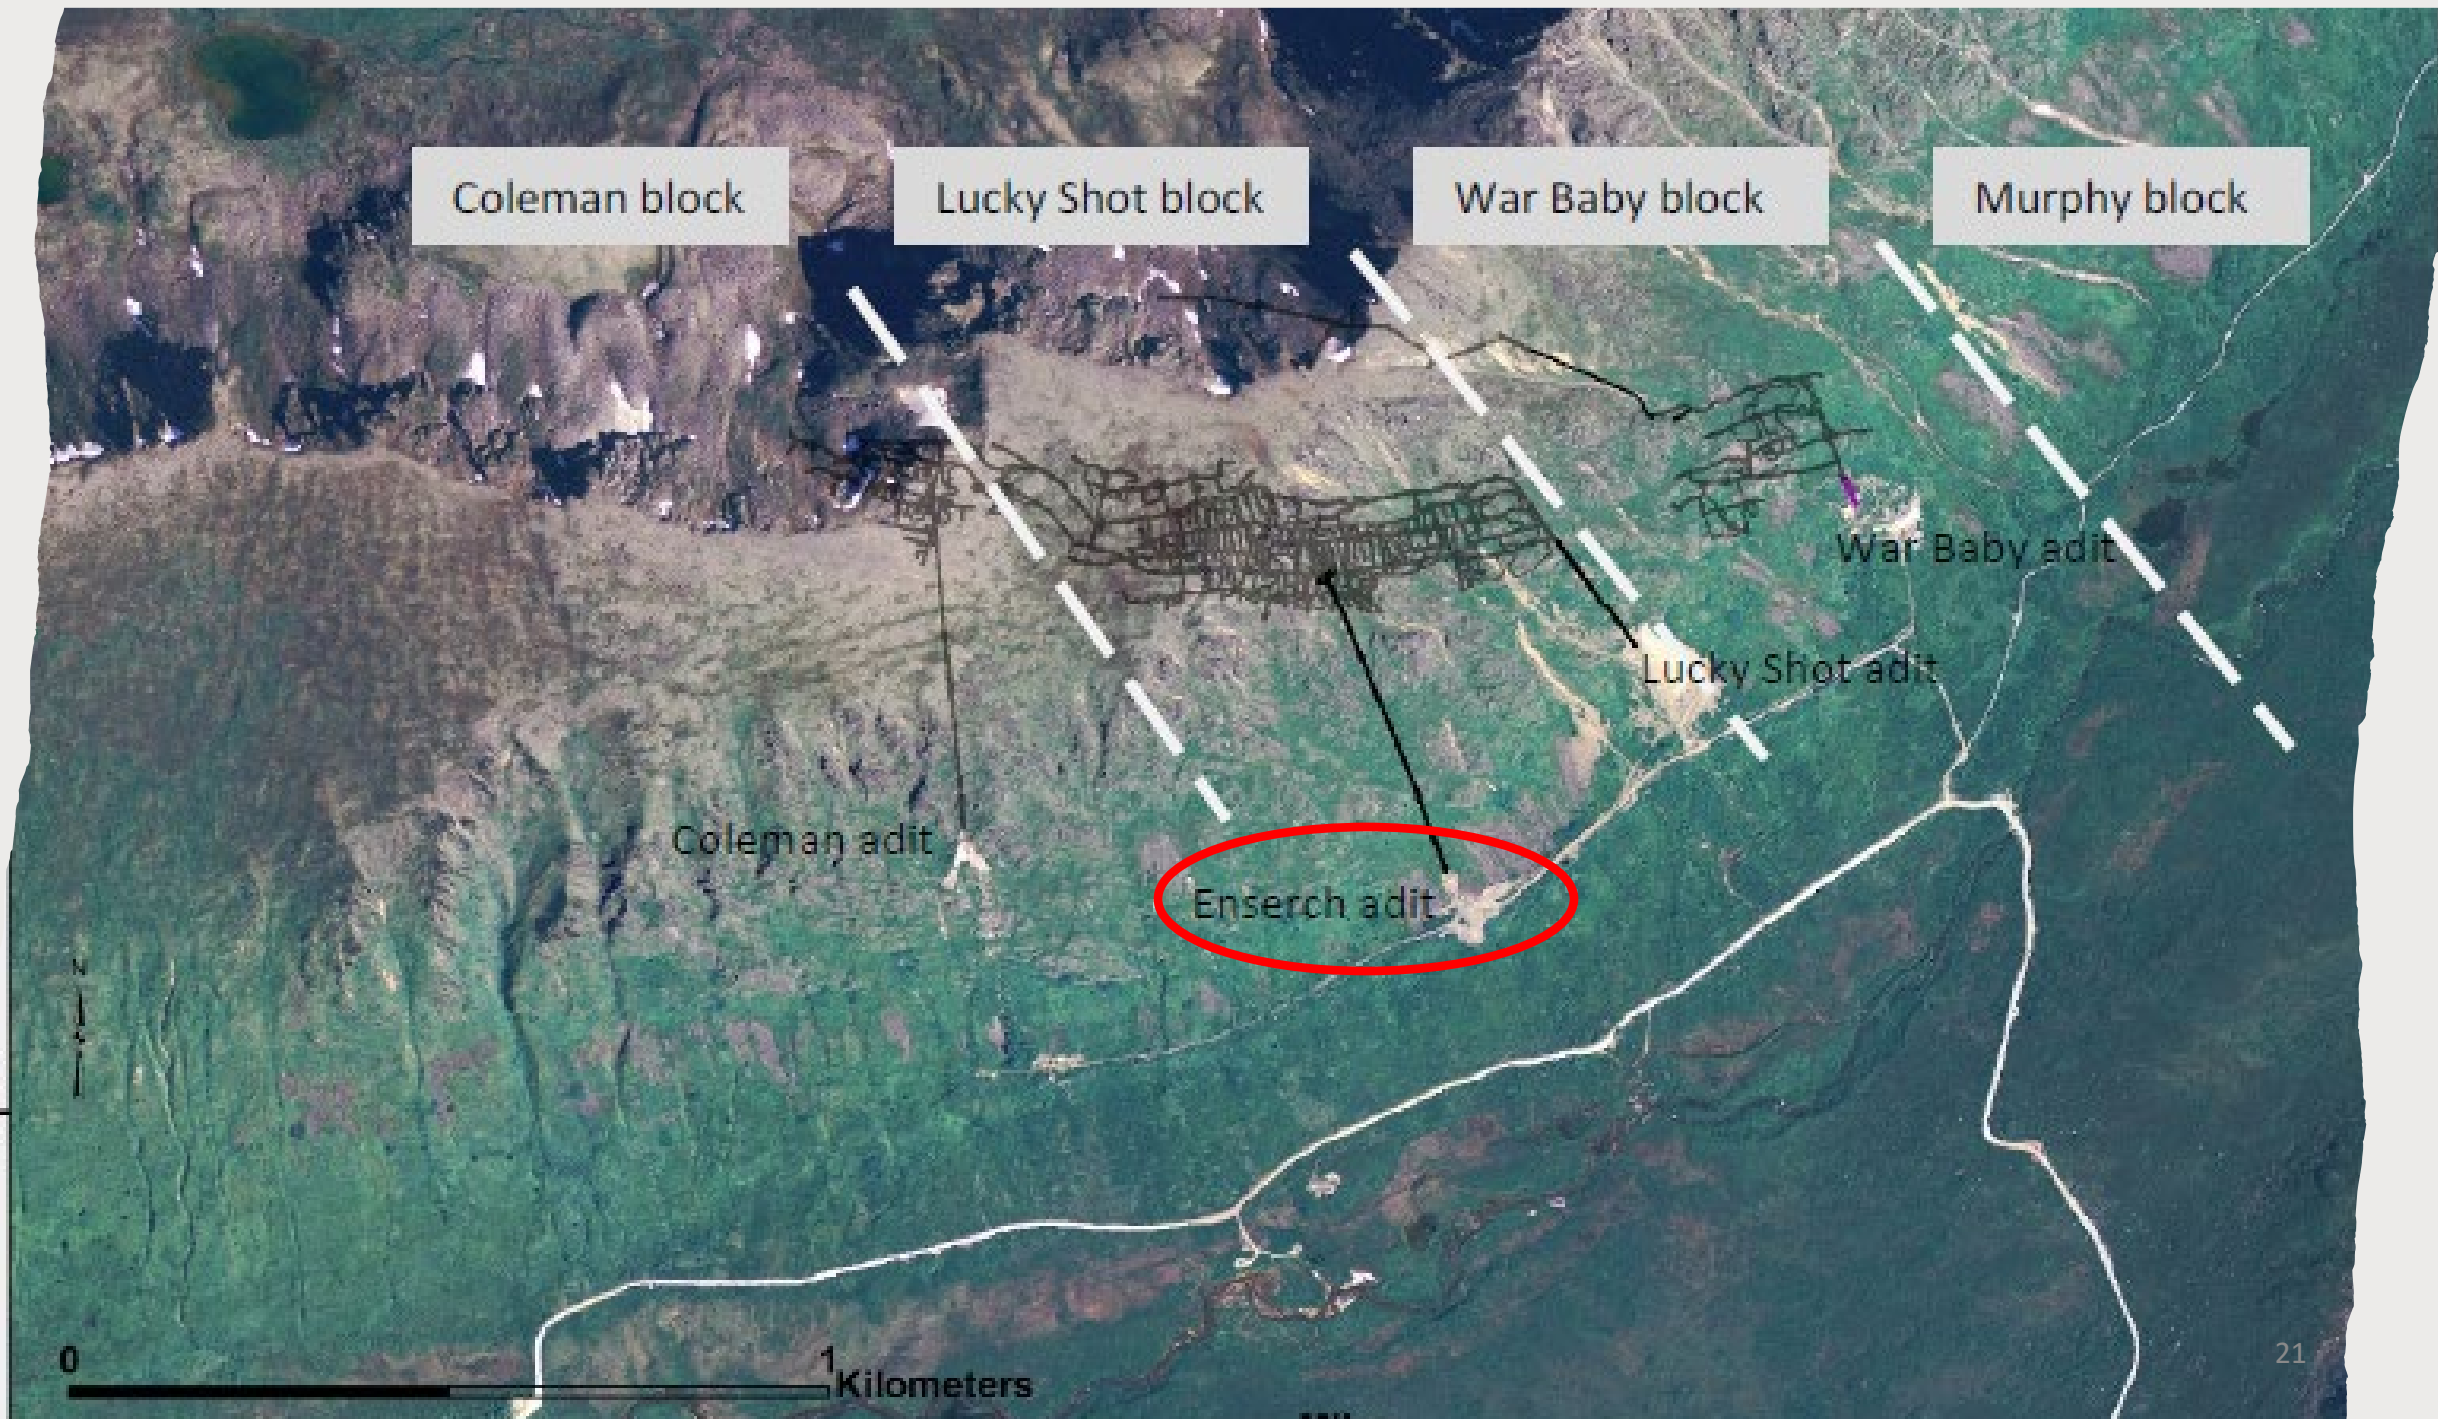 Coleman block
Lucky Shot block
War Baby block
Murphy block
War Baby adit
Lucky Shot adit
Coleman adit
Enserch adit
N
0
1
Kilometers
21